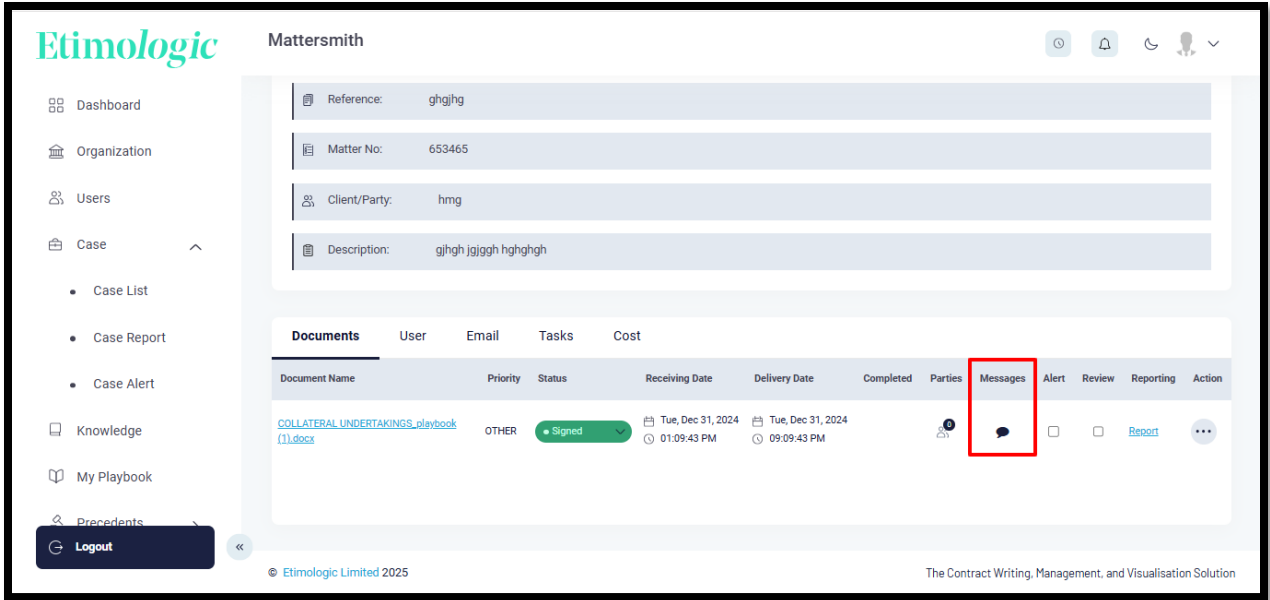 Etimologic
Mattersmith
Dashboard
Organization
Users
Case
Case List
Case Report
Case Alert
Knowledge
My Playbook
Precedents
Logout
«
Reference: ghgjhg
Matter No: 653465
Client/Party: hmg
Description: gjhgh jgjggh hghghgh
Documents User Email Tasks Cost
Document Name Priority Status Receiving Date Delivery Date Completed Parties Messages Alert Review Reporting Action
COLLATERAL UNDERTAKINGS_playbook
(1).docx
OTHER
Signed
Tue, Dec 31, 2024
01:09:43 PM
Tue, Dec 31, 2024
09:09:43 PM
0
Report
© Etimologic Limited 2025
The Contract Writing, Management, and Visualisation Solution